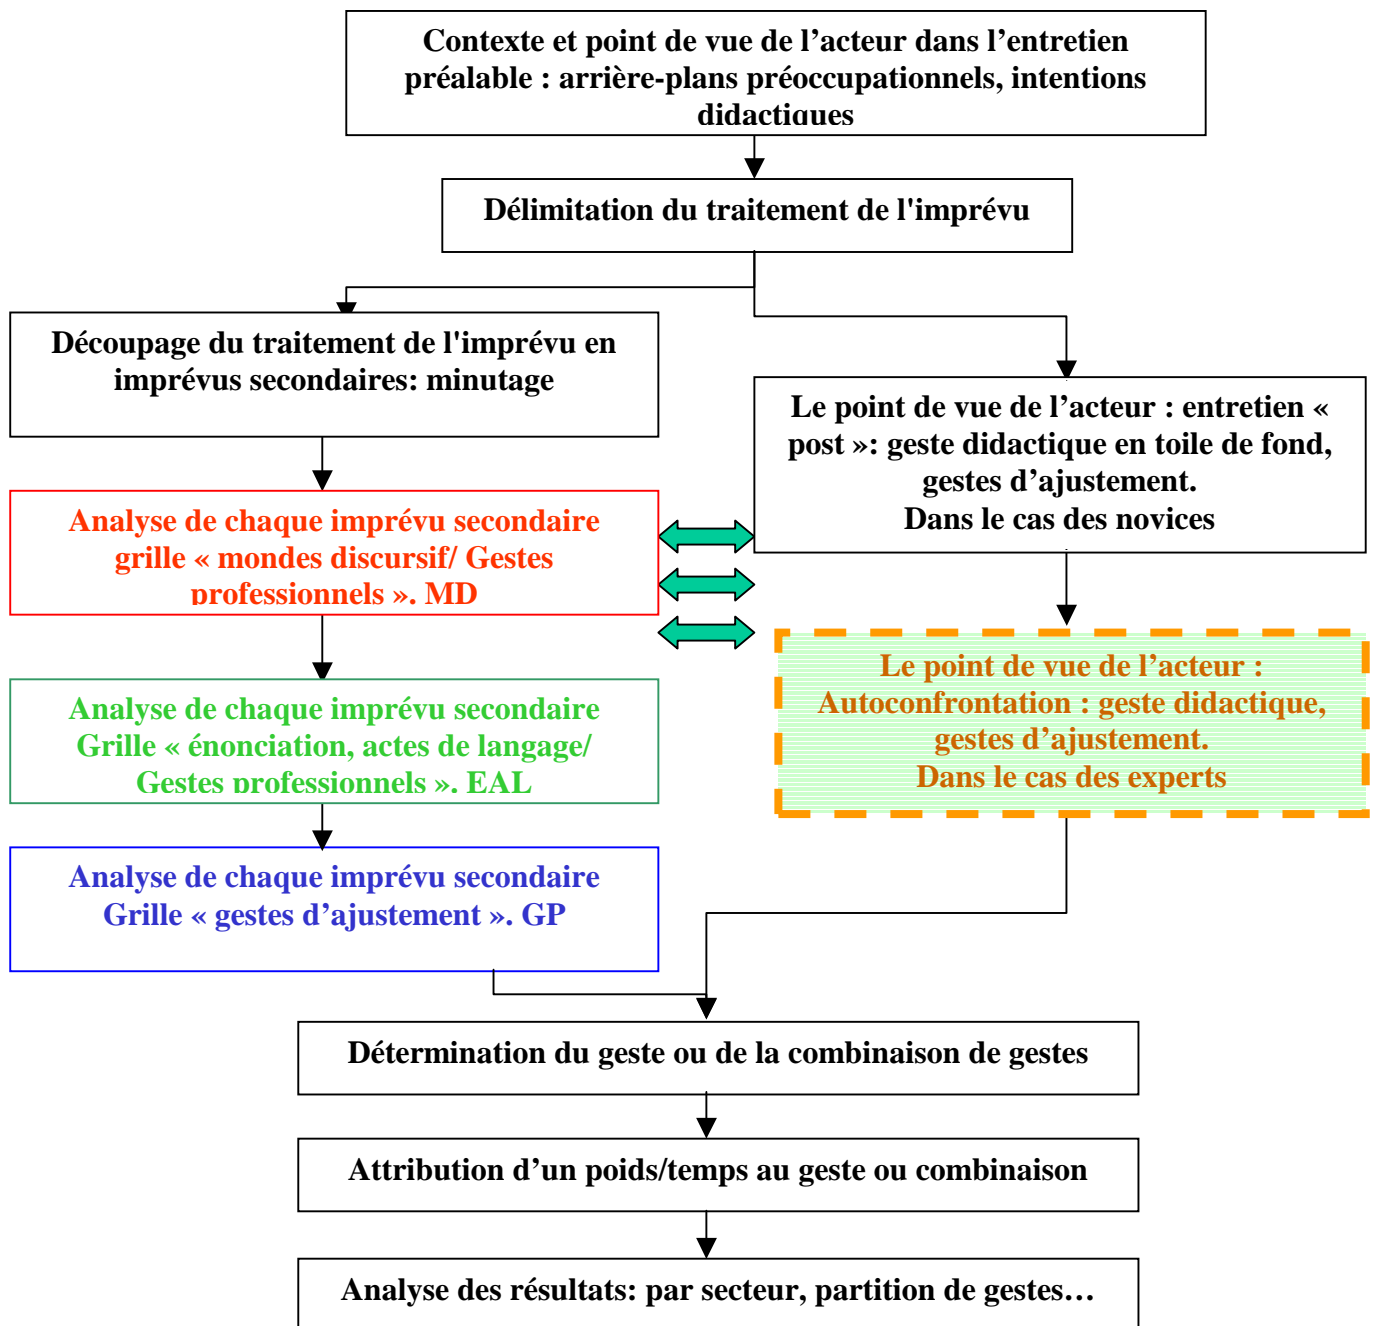 Contexte et point de vue de l’acteur dans l’entretien
préalable : arrière-plans préoccupationnels, intentions
didactiques
Délimitation du traitement de l'imprévu
Découpage du traitement de l'imprévu en
imprévus secondaires: minutage
Le point de vue de l’acteur : entretien «
post »: geste didactique en toile de fond,
gestes d’ajustement.
Dans le cas des novices
Analyse de chaque imprévu secondaire
grille « mondes discursif/ Gestes
professionnels ». MD
Le point de vue de l’acteur :
Autoconfrontation : geste didactique,
gestes d’ajustement.
Dans le cas des experts
Analyse de chaque imprévu secondaire
Grille « énonciation, actes de langage/
Gestes professionnels ». EAL
Analyse de chaque imprévu secondaire
Grille « gestes d’ajustement ». GP
Détermination du geste ou de la combinaison de gestes
Attribution d’un poids/temps au geste ou combinaison
Analyse des résultats: par secteur, partition de gestes…